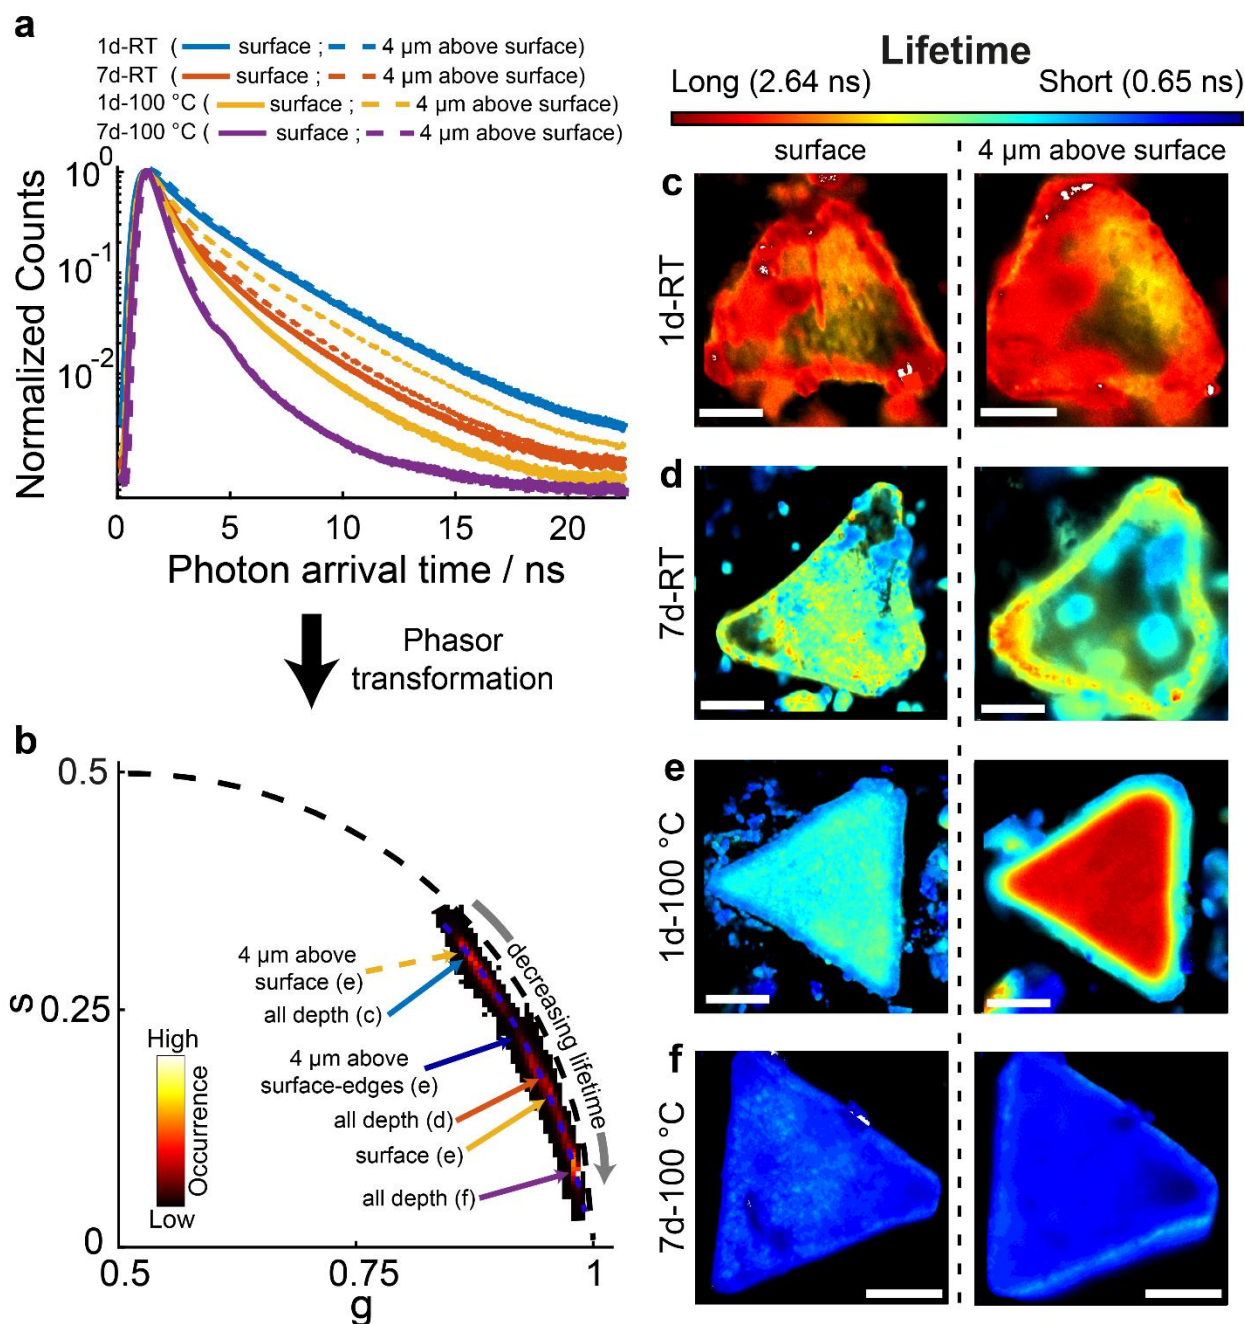 a
1d-RT ( surface ; 4 µm above surface)
7d-RT ( surface ; 4 µm above surface)
1d-100 °C ( surface ; 4 µm above surface)
7d-100 °C ( surface ; 4 µm above surface)
10⁰
10⁻¹
10⁻²
Normalized Counts
0 5 10 15 20
Photon arrival time / ns
Phasor
transformation
b
0.5
0.25
0
s
0.5 0.75 1
g
4 µm above
surface (e)
all depth (c)
4 µm above
surface-edges (e)
all depth (d)
surface (e)
all depth (f)
decreasing lifetime
High
Occurrence
Low
Lifetime
Long (2.64 ns) Short (0.65 ns)
surface 4 µm above surface
c
1d-RT
d
7d-RT
e
1d-100 °C
f
7d-100 °C